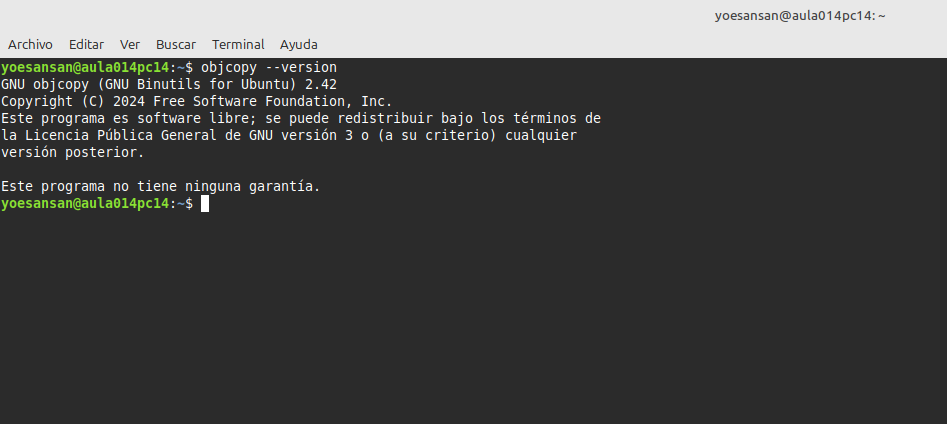 yoesansan@aula014pc14: ~
Archivo Editar Ver Buscar Terminal Ayuda
yoesansan@aula014pc14:~$ objcopy --version
GNU objcopy (GNU Binutils for Ubuntu) 2.42
Copyright (C) 2024 Free Software Foundation, Inc.
Este programa es software libre; se puede redistribuir bajo los términos de
la Licencia Pública General de GNU versión 3 o (a su criterio) cualquier
versión posterior.
Este programa no tiene ninguna garantía.
yoesansan@aula014pc14:~$